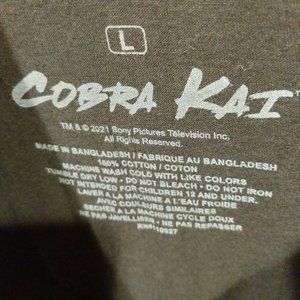 L
COBRA KAI™
TM & © 2021 Sony Pictures Television Inc.
All Rights Reserved.
MADE IN BANGLADESH / FABRIQUE AU BANGLADESH
100% COTTON / COTON
MACHINE WASH COLD WITH LIKE COLORS
TUMBLE DRY LOW - DO NOT BLEACH - DO NOT IRON
NOT INTENDED FOR CHILDREN 12 AND UNDER.
LAVER A LA MACHINE A L'EAU FROIDE
AVEC COULEURS SIMILAIRES
SECHER A LA MACHINE CYCLE DOUX
NE PAS JAVELLISER - NE PAS REPASSER